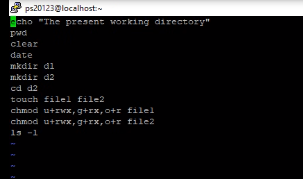 ps20123@localhost:~
echo "The present working directory"
pwd
clear
date
mkdir d1
mkdir d2
cd d2
touch file1 file2
chmod u+rwx,g+rx,o+r file1
chmod u+rwx,g+rx,o+r file2
ls -l
~
~
~
~